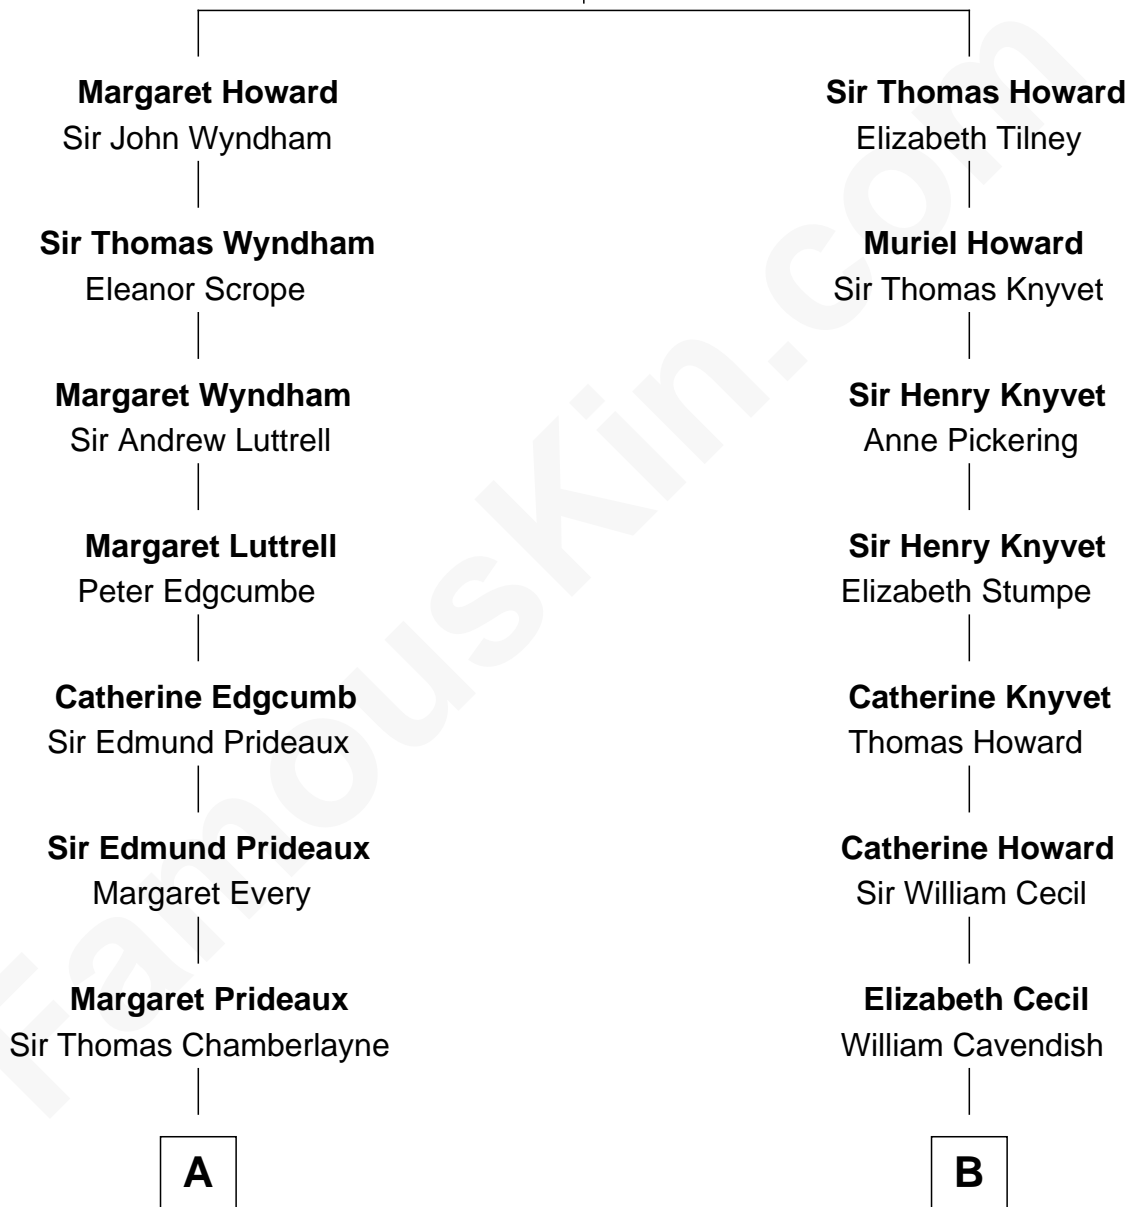 Margaret Howard
Sir John Wyndham
Sir Thomas Wyndham
Eleanor Scrope
Margaret Wyndham
Sir Andrew Luttrell
Margaret Luttrell
Peter Edgcumbe
Catherine Edgcumb
Sir Edmund Prideaux
Sir Edmund Prideaux
Margaret Every
Margaret Prideaux
Sir Thomas Chamberlayne
A
Sir Thomas Howard
Elizabeth Tilney
Muriel Howard
Sir Thomas Knyvet
Sir Henry Knyvet
Anne Pickering
Sir Henry Knyvet
Elizabeth Stumpe
Catherine Knyvet
Thomas Howard
Catherine Howard
Sir William Cecil
Elizabeth Cecil
William Cavendish
B
FamousKin.com